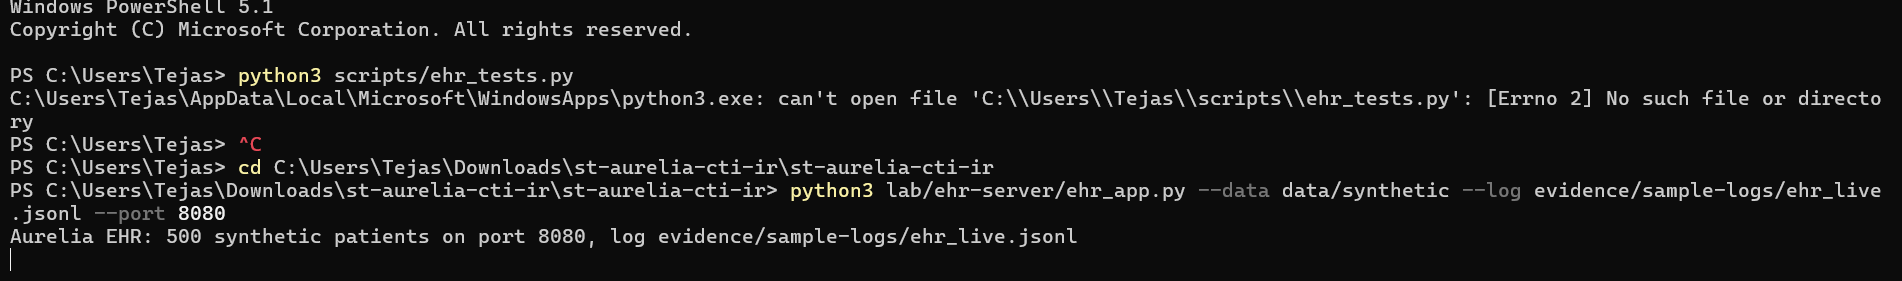 Windows PowerShell 5.1
Copyright (C) Microsoft Corporation. All rights reserved.
PS C:\Users\Tejas> python3 scripts/ehr_tests.py
C:\Users\Tejas\AppData\Local\Microsoft\WindowsApps\python3.exe: can't open file 'C:\\Users\\Tejas\\scripts\\ehr_tests.py': [Errno 2] No such file or directo
ry
PS C:\Users\Tejas> ^C
PS C:\Users\Tejas> cd C:\Users\Tejas\Downloads\st-aurelia-cti-ir\st-aurelia-cti-ir
PS C:\Users\Tejas\Downloads\st-aurelia-cti-ir\st-aurelia-cti-ir> python3 lab/ehr-server/ehr_app.py --data data/synthetic --log evidence/sample-logs/ehr_live
.jsonl --port 8080
Aurelia EHR: 500 synthetic patients on port 8080, log evidence/sample-logs/ehr_live.jsonl